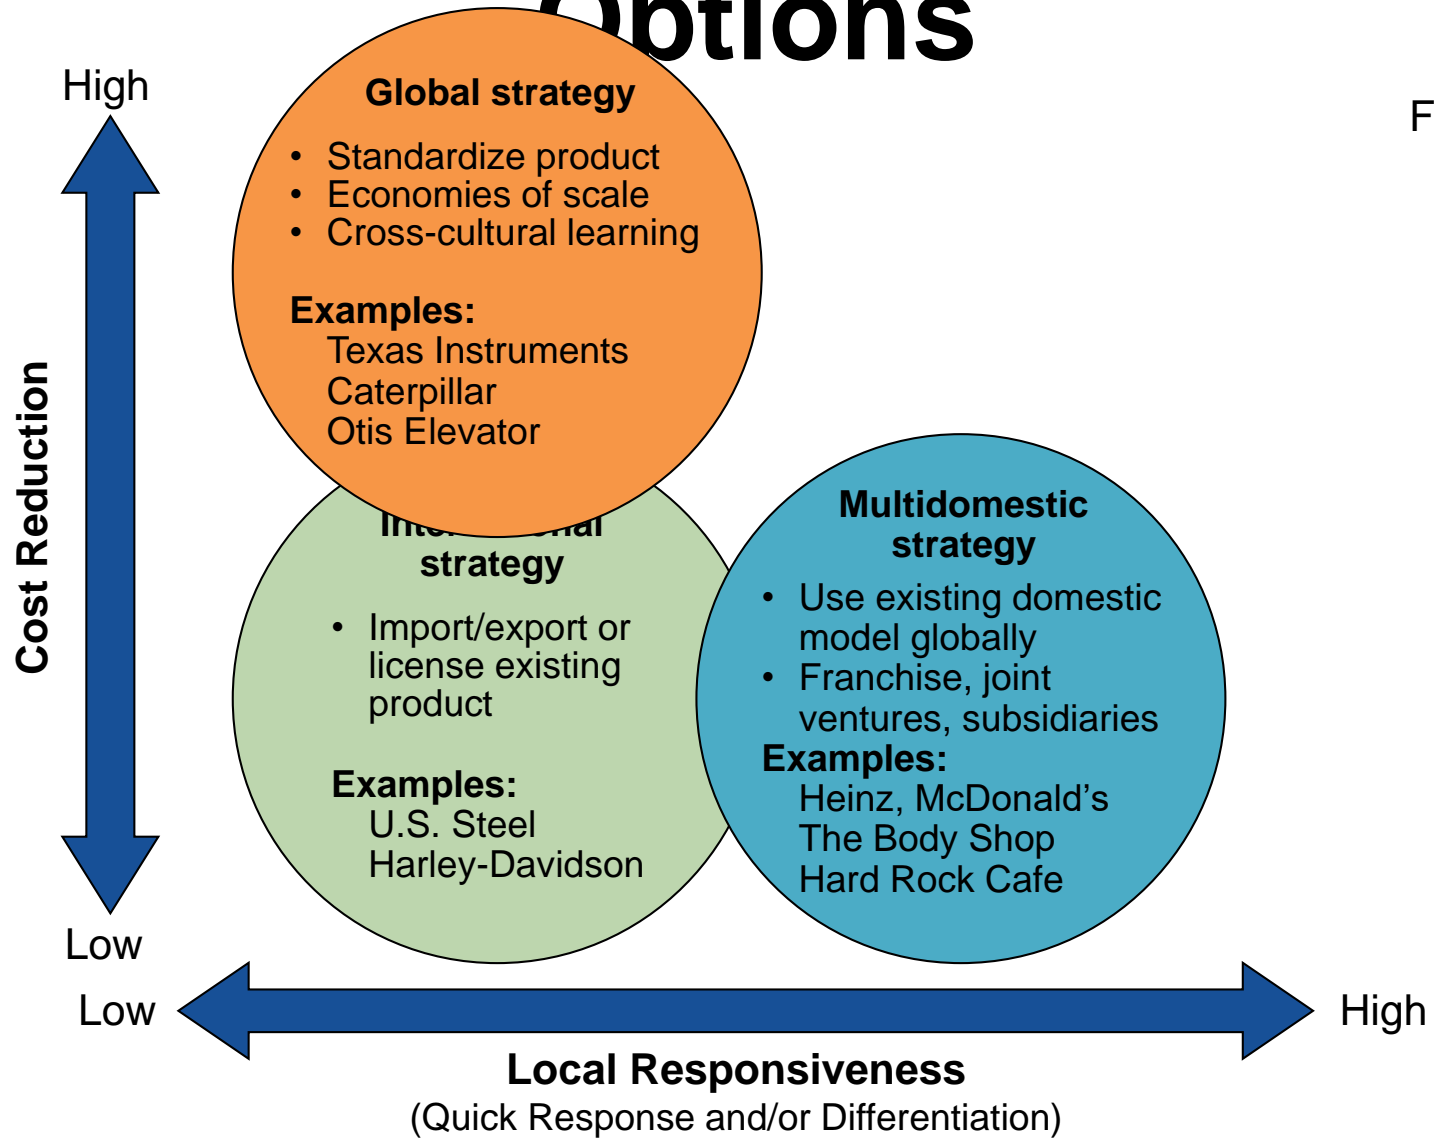 Options
High
F
Global strategy
• Standardize product
• Economies of scale
• Cross-cultural learning
Examples:
Texas Instruments
Caterpillar
Otis Elevator
Cost Reduction
strategy
• Import/export or
license existing
product
Examples:
U.S. Steel
Harley-Davidson
Multidomestic
strategy
• Use existing domestic
model globally
• Franchise, joint
ventures, subsidiaries
Examples:
Heinz, McDonald’s
The Body Shop
Hard Rock Cafe
Low
Low
High
Local Responsiveness
(Quick Response and/or Differentiation)